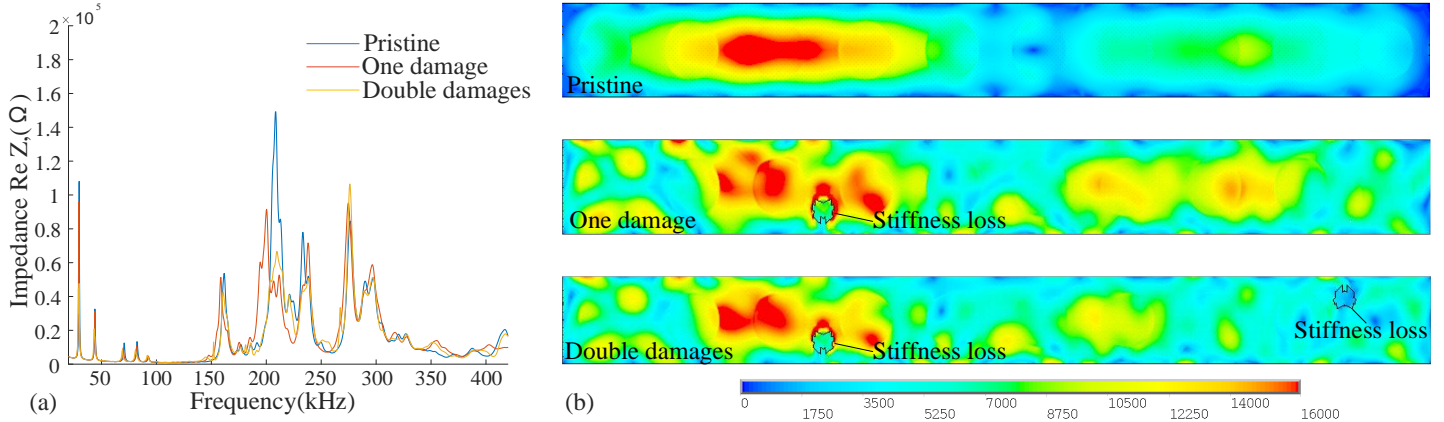 × 10⁵
2
1.8
1.6
1.4
1.2
1
0.8
0.6
0.4
0.2
0
Impedance Re Z,(Ω)
Pristine
One damage
Double damages
50 100 150 200 250 300 350 400
Frequency(kHz)
(a)
Pristine
One damage
Stiffness loss
Double damages
Stiffness loss
Stiffness loss
(b)
0 3500 7000 10500 14000
1750 5250 8750 12250 16000